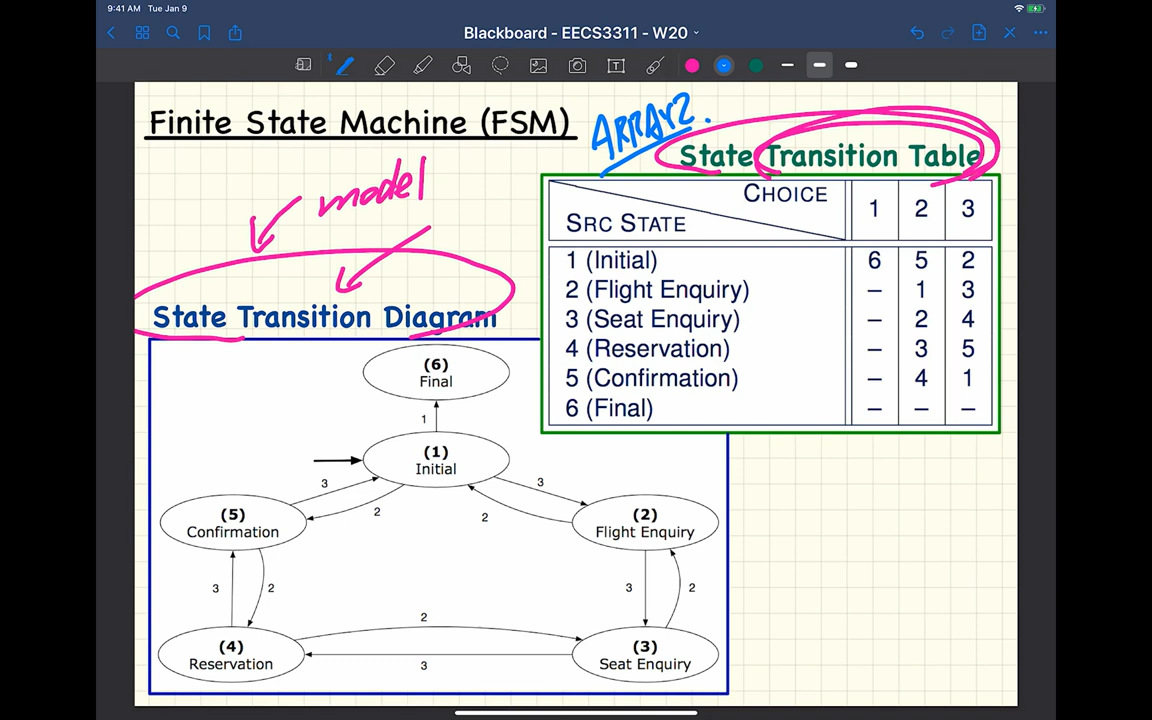 9:41 AM Tue Jan 9
Blackboard - EECS3311 - W20
Finite State Machine (FSM)
ARRAY2.
State Transition Table
model
CHOICE
SRC STATE
1 2 3
1 (Initial) 6 5 2
2 (Flight Enquiry) – 1 3
3 (Seat Enquiry) – 2 4
4 (Reservation) – 3 5
5 (Confirmation) – 4 1
6 (Final) – – –
State Transition Diagram
(6)
Final
1
(1)
Initial
3
3
2
2
(5)
Confirmation
(2)
Flight Enquiry
3
2
3
2
2
(4)
Reservation
(3)
Seat Enquiry
3